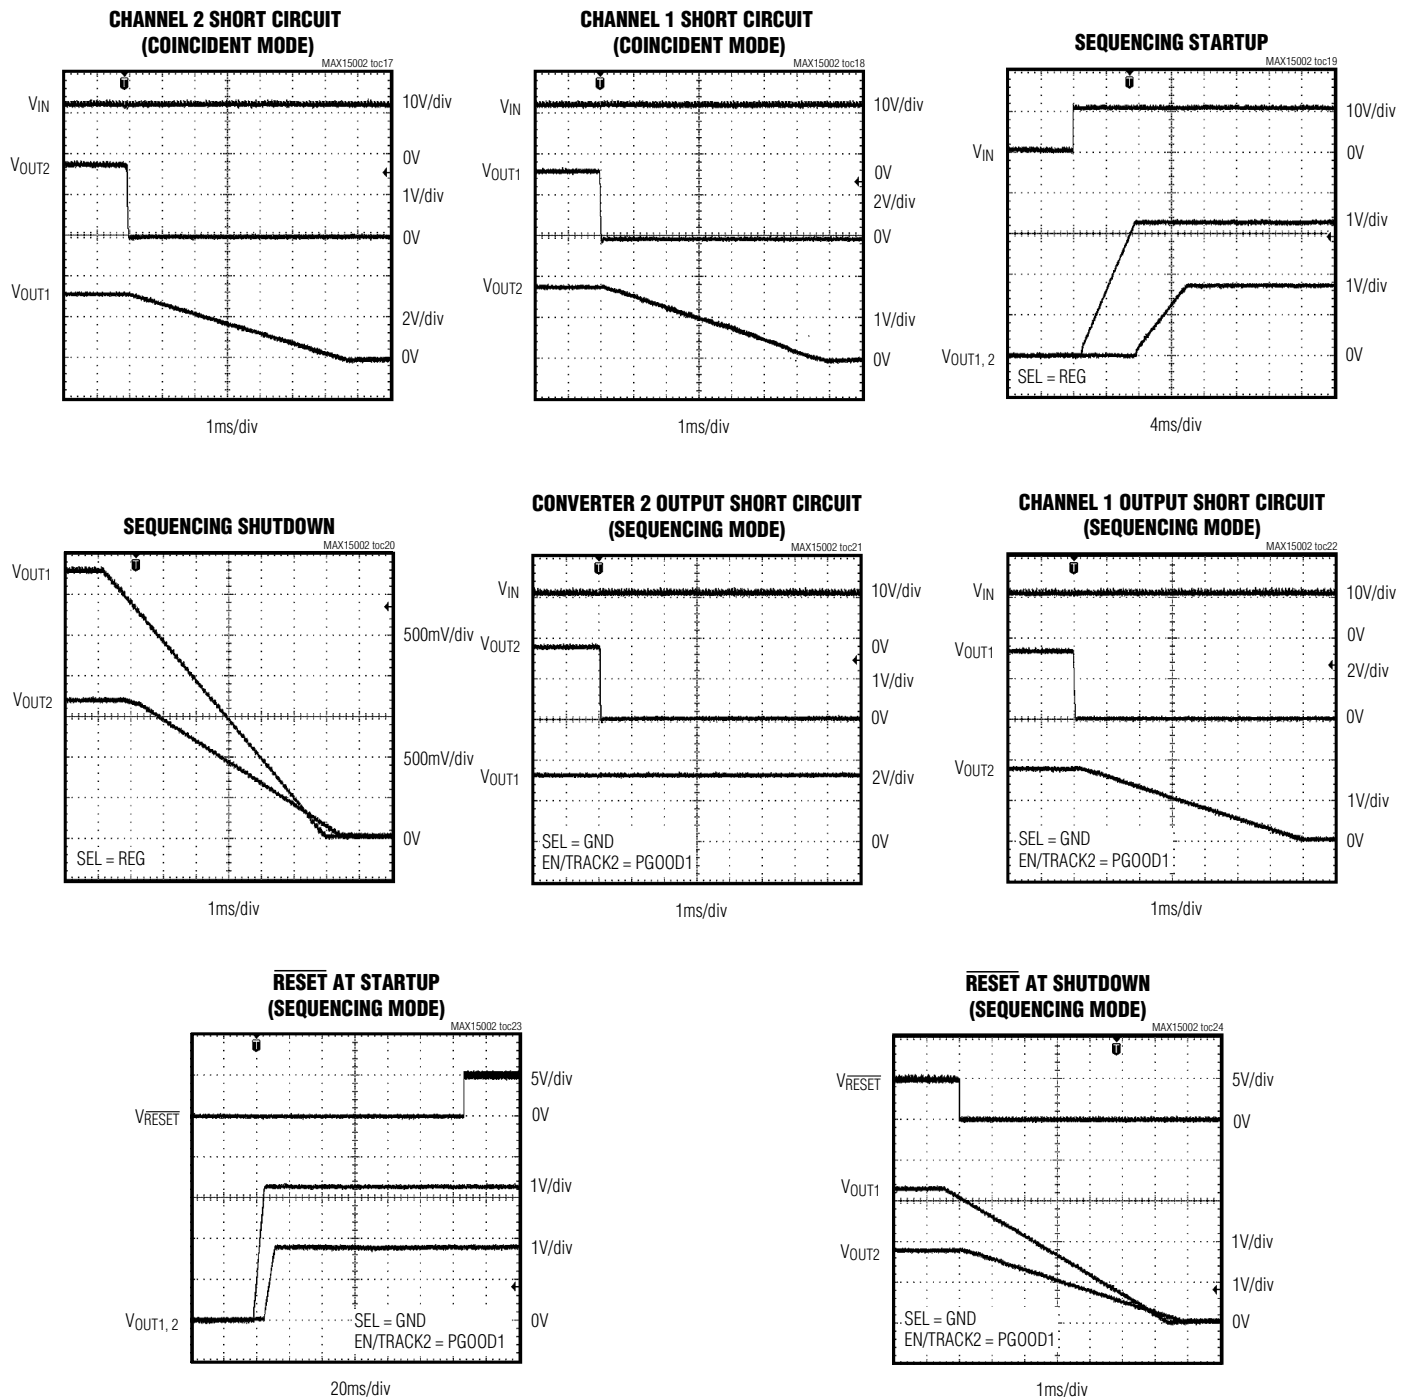 CHANNEL 2 SHORT CIRCUIT
(COINCIDENT MODE)
MAX15002 toc17
VIN
10V/div
VOUT2
0V
1V/div
0V
VOUT1
2V/div
0V
1ms/div
CHANNEL 1 SHORT CIRCUIT
(COINCIDENT MODE)
MAX15002 toc18
VIN
10V/div
VOUT1
0V
2V/div
0V
VOUT2
1V/div
0V
1ms/div
SEQUENCING STARTUP
MAX15002 toc19
10V/div
VIN
0V
1V/div
1V/div
VOUT1, 2
0V
SEL = REG
4ms/div
SEQUENCING SHUTDOWN
MAX15002 toc20
VOUT1
500mV/div
VOUT2
500mV/div
0V
SEL = REG
1ms/div
CONVERTER 2 OUTPUT SHORT CIRCUIT
(SEQUENCING MODE)
MAX15002 toc21
VIN
10V/div
VOUT2
0V
1V/div
0V
VOUT1
2V/div
SEL = GND
0V
EN/TRACK2 = PGOOD1
1ms/div
CHANNEL 1 OUTPUT SHORT CIRCUIT
(SEQUENCING MODE)
MAX15002 toc22
VIN
10V/div
0V
VOUT1
2V/div
0V
VOUT2
1V/div
SEL = GND
0V
EN/TRACK2 = PGOOD1
1ms/div
RESET AT STARTUP
(SEQUENCING MODE)
MAX15002 toc23
5V/div
VRESET
0V
1V/div
1V/div
VOUT1, 2
SEL = GND
0V
EN/TRACK2 = PGOOD1
20ms/div
RESET AT SHUTDOWN
(SEQUENCING MODE)
MAX15002 toc24
VRESET
5V/div
0V
VOUT1
VOUT2
1V/div
1V/div
SEL = GND
0V
EN/TRACK2 = PGOOD1
1ms/div